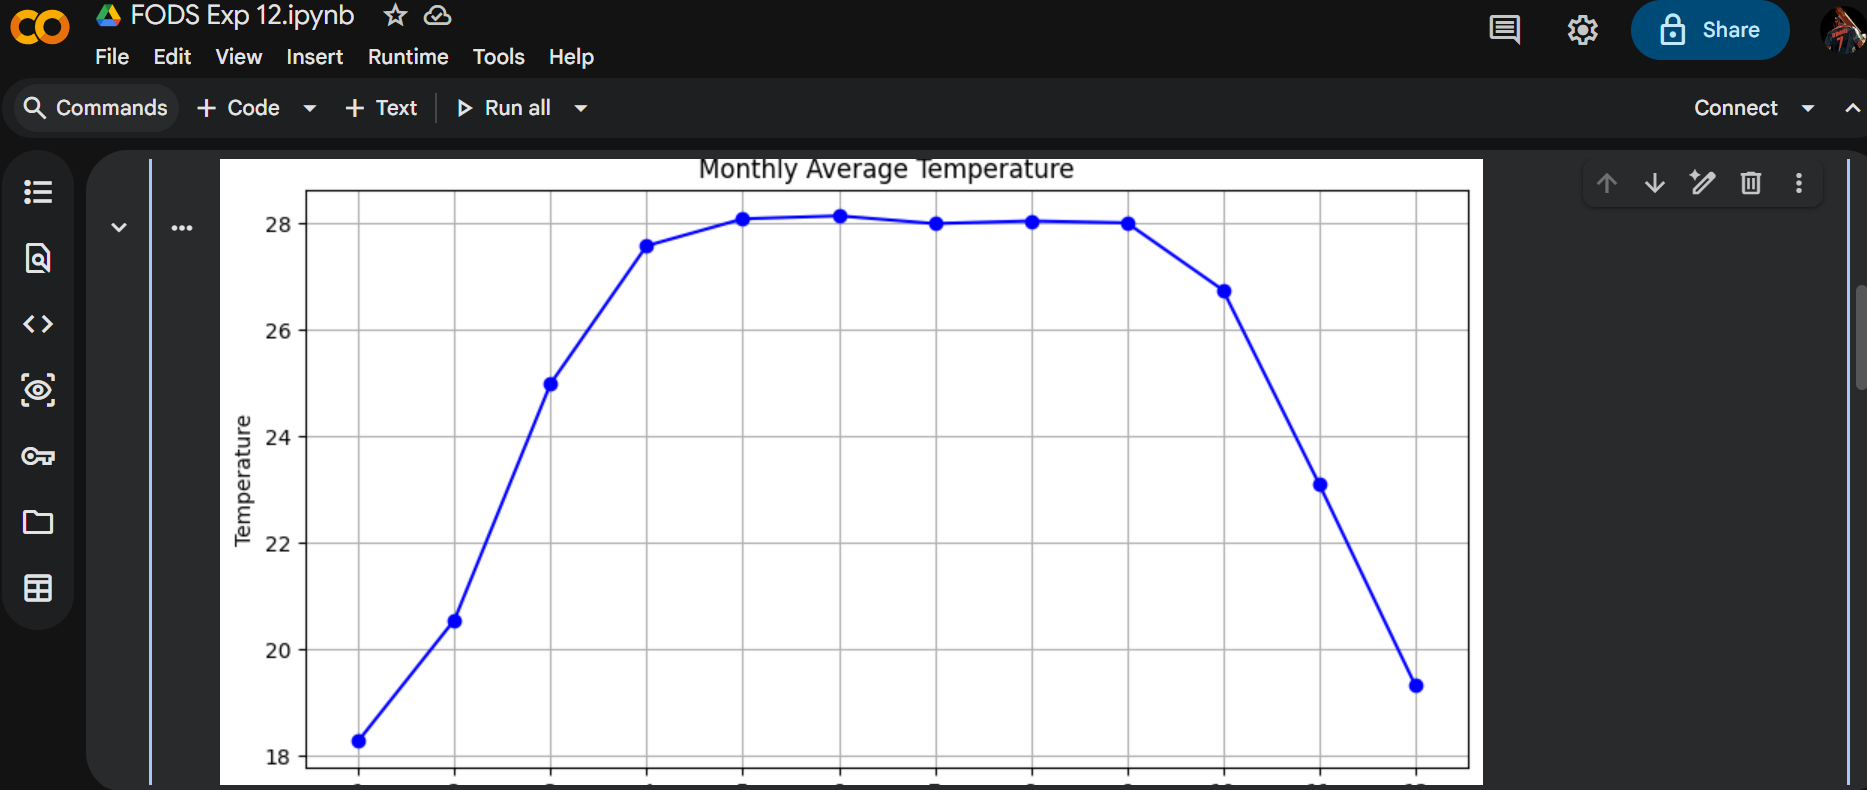 FODS Exp 12.ipynb
File Edit View Insert Runtime Tools Help
Share
Commands + Code + Text Run all
Connect
Monthly Average Temperature
28
26
24
22
20
18
Temperature